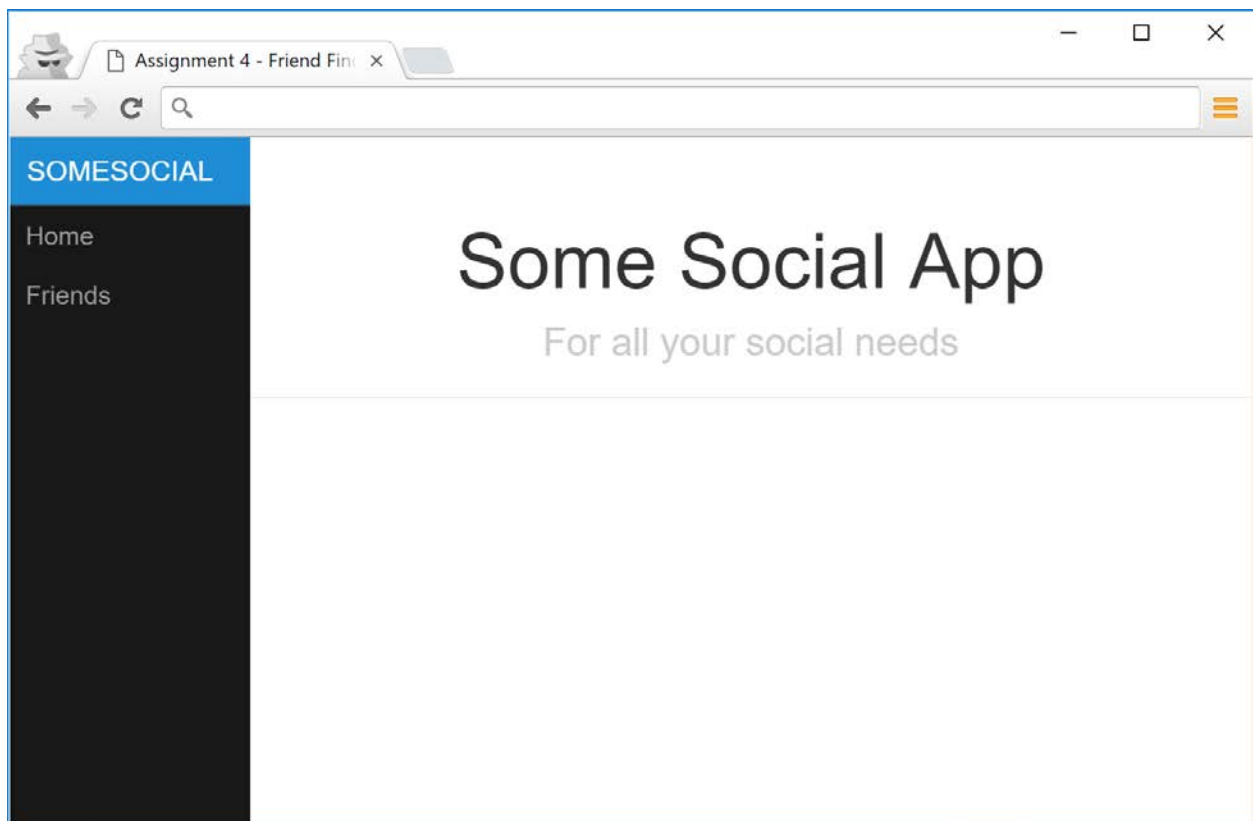 Assignment 4 - Friend Fin
SOMESOCIAL
Home
Friends
Some Social App
For all your social needs